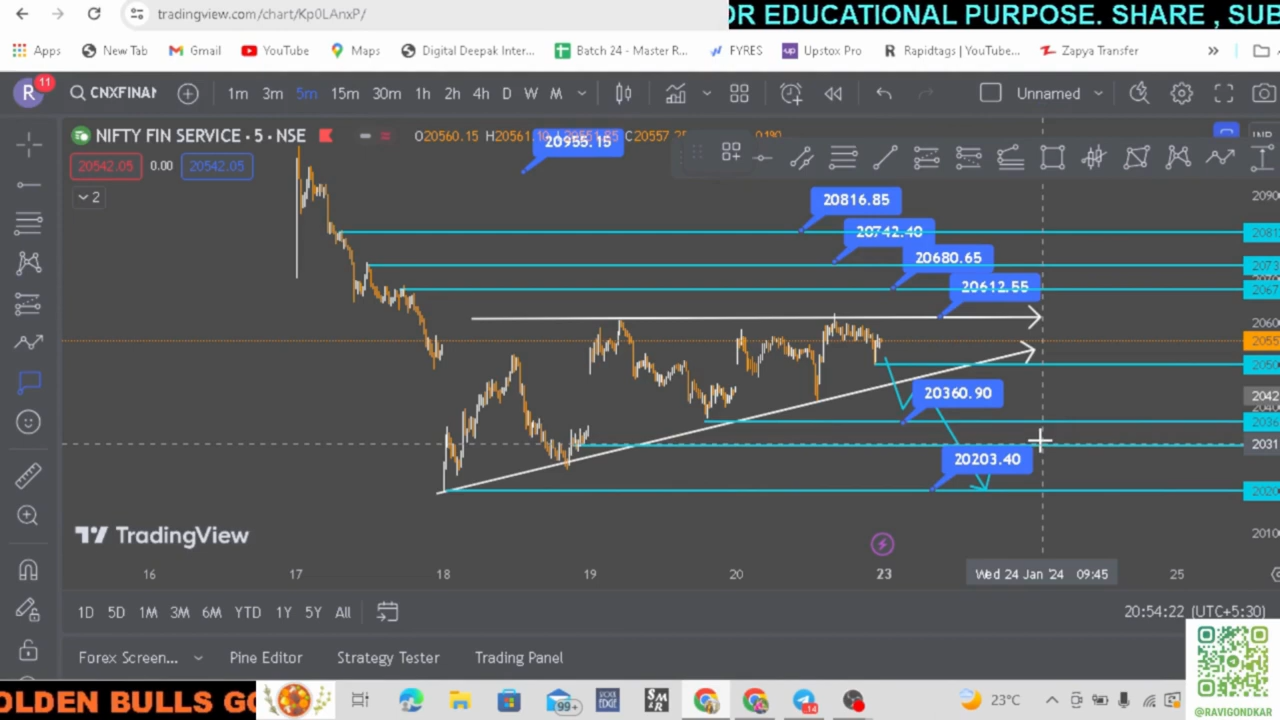 tradingview.com/chart/Kp0LAnxP/
OR EDUCATIONAL PURPOSE. SHARE , SUB
Apps
New Tab
Gmail
YouTube
Maps
Digital Deepak Inter...
Batch 24 - Master R...
FYRES
Upstox Pro
Rapidtags | YouTube...
Zapya Transfer
R
11
CNXFINAN
1m 3m 5m 15m 30m 1h 2h 4h D W M
Unnamed
NIFTY FIN SERVICE · 5 · NSE
20542.05
0.00
20542.05
2
20955.15
20816.85
20742.40
20680.65
20612.55
20360.90
20203.40
TradingView
16 17 18 19 20 23 Wed 24 Jan '24 09:45 25
1D 5D 1M 3M 6M YTD 1Y 5Y All
20:54:22 (UTC+5:30)
Forex Screen...
Pine Editor
Strategy Tester
Trading Panel
OLDEN BULLS GO
99+
23°C
@RAVIGONDKAR